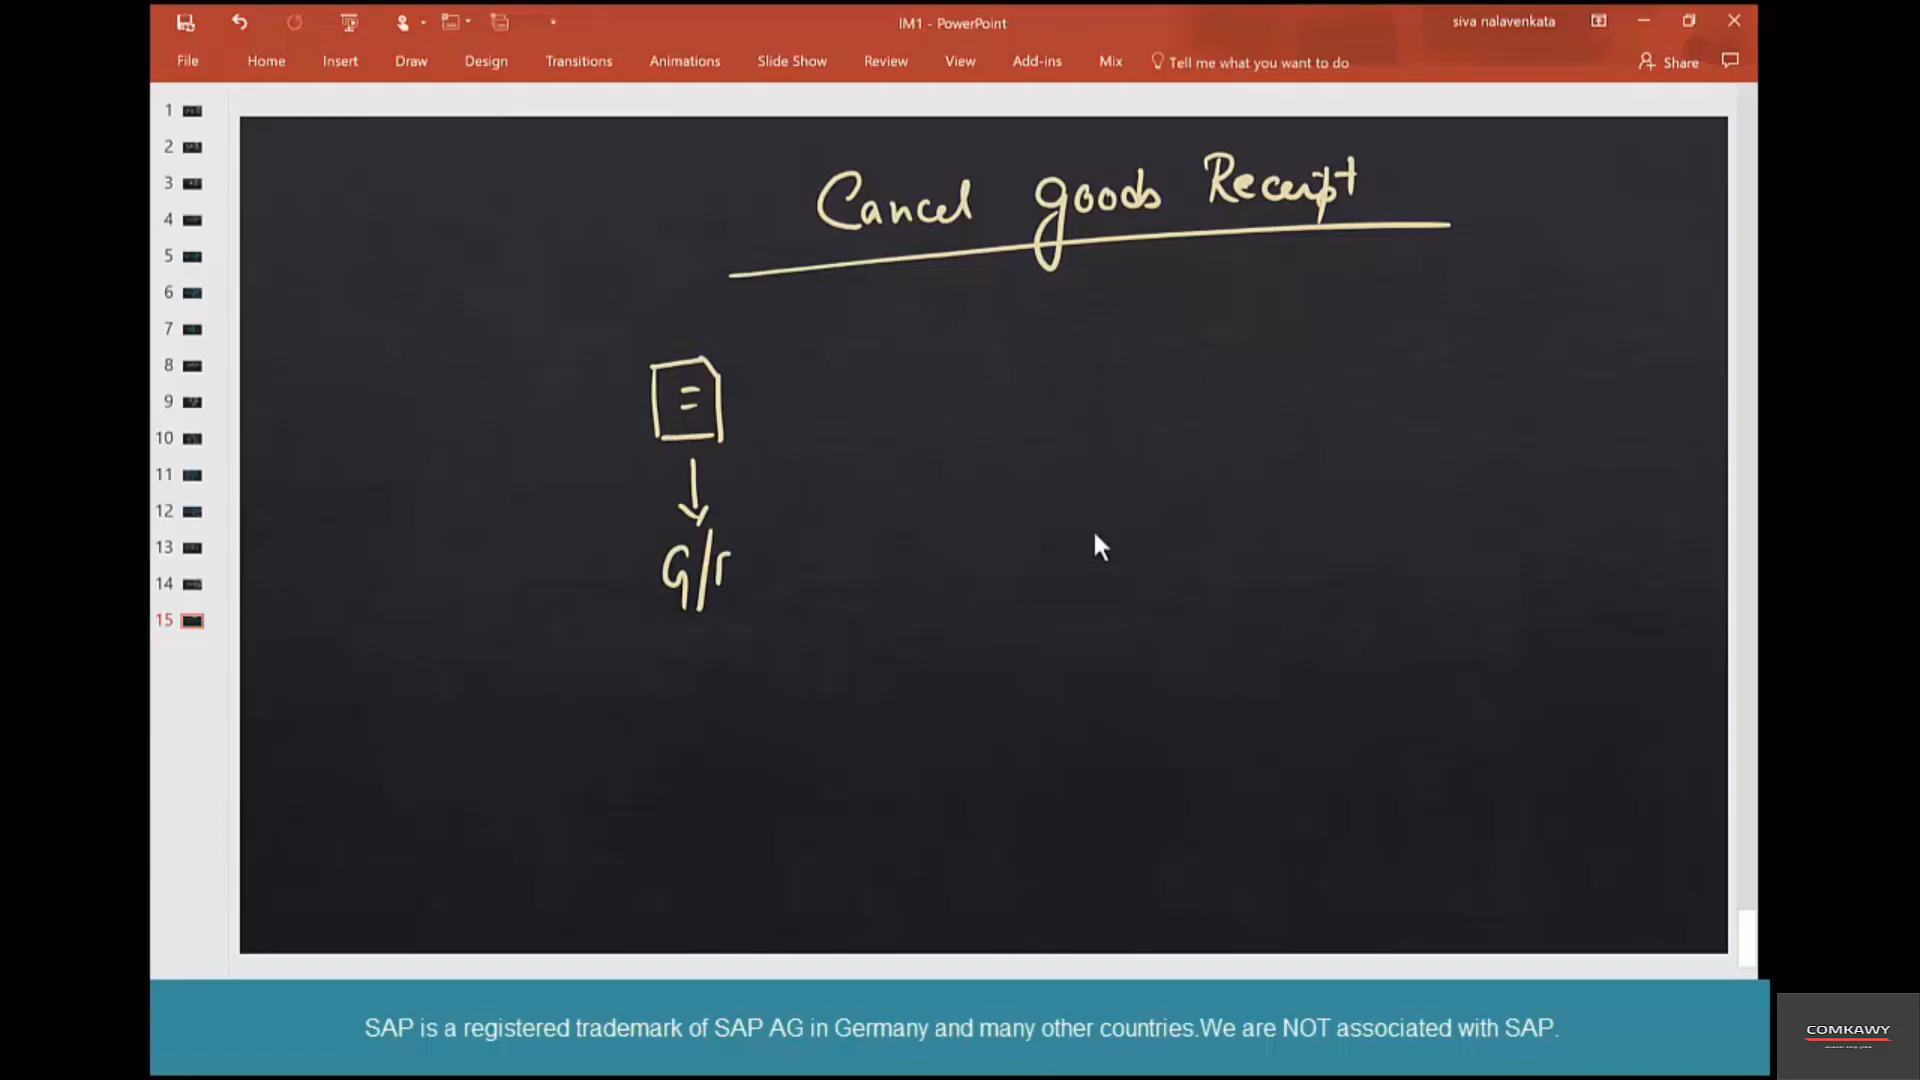 IM1 - PowerPoint
siva nalavenkata
File Home Insert Draw Design Transitions Animations Slide Show Review View Add-ins Mix Tell me what you want to do Share
1
2
3
4
5
6
7
8
9
10
11
12
13
14
15
Cancel goods Receipt
G/r
SAP is a registered trademark of SAP AG in Germany and many other countries.We are NOT associated with SAP.
COMKAWY